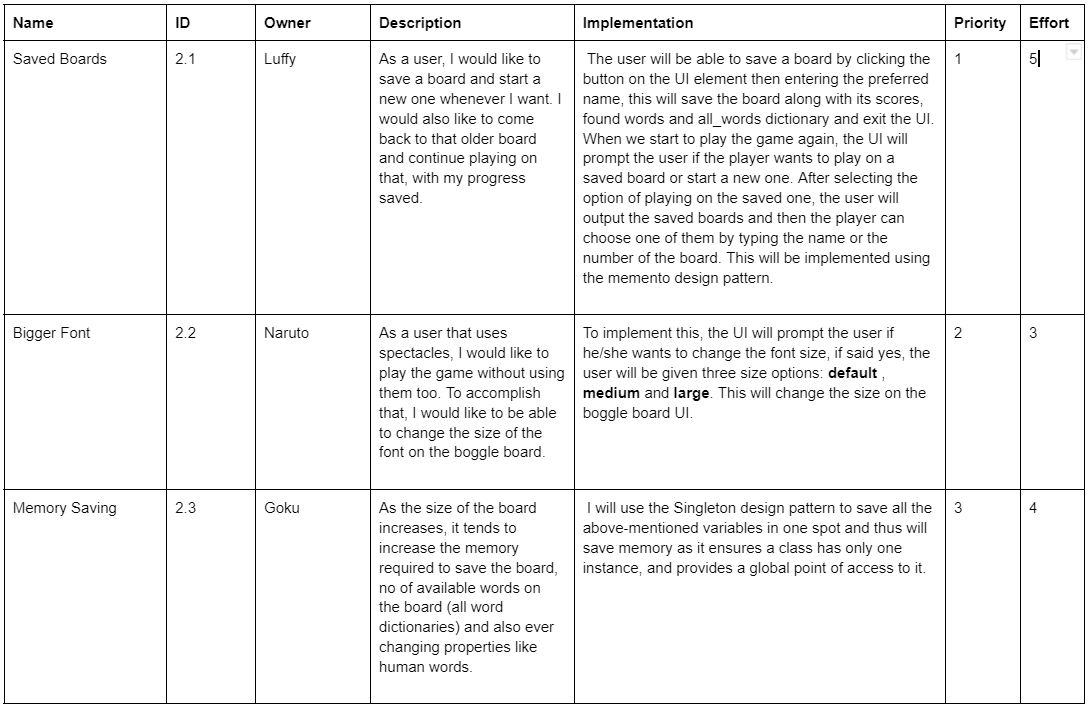 Name ID Owner Description Implementation Priority Effort
Saved Boards 2.1 Luffy
As a user, I would like to
save a board and start a
new one whenever I want. I
would also like to come
back to that older board
and continue playing on
that, with my progress
saved.
The user will be able to save a board by clicking the
button on the UI element then entering the preferred
name, this will save the board along with its scores,
found words and all_words dictionary and exit the UI.
When we start to play the game again, the UI will
prompt the user if the player wants to play on a
saved board or start a new one. After selecting the
option of playing on the saved one, the user will
output the saved boards and then the player can
choose one of them by typing the name or the
number of the board. This will be implemented using
the memento design pattern.
1 5
Bigger Font 2.2 Naruto
As a user that uses
spectacles, I would like to
play the game without using
them too. To accomplish
that, I would like to be able
to change the size of the
font on the boggle board.
To implement this, the UI will prompt the user if
he/she wants to change the font size, if said yes, the
user will be given three size options: default ,
medium and large. This will change the size on the
boggle board UI.
2 3
Memory Saving 2.3 Goku
As the size of the board
increases, it tends to
increase the memory
required to save the board,
no of available words on
the board (all word
dictionaries) and also ever
changing properties like
human words.
I will use the Singleton design pattern to save all the
above-mentioned variables in one spot and thus will
save memory as it ensures a class has only one
instance, and provides a global point of access to it.
3 4